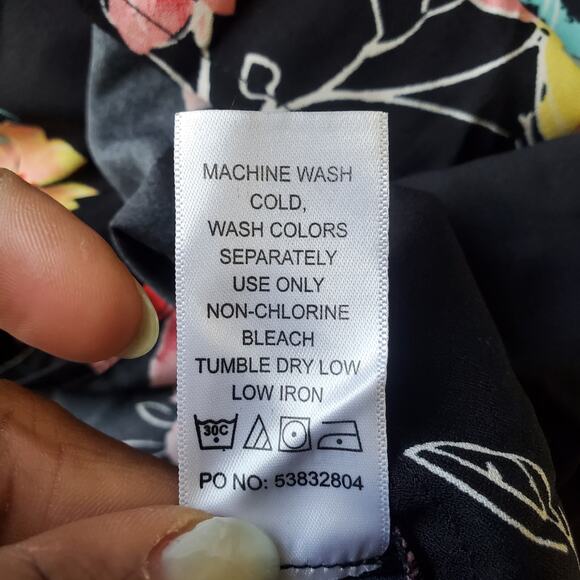 MACHINE WASH
COLD,
WASH COLORS
SEPARATELY
USE ONLY
NON-CHLORINE
BLEACH
TUMBLE DRY LOW
LOW IRON
30C
PO NO: 53832804